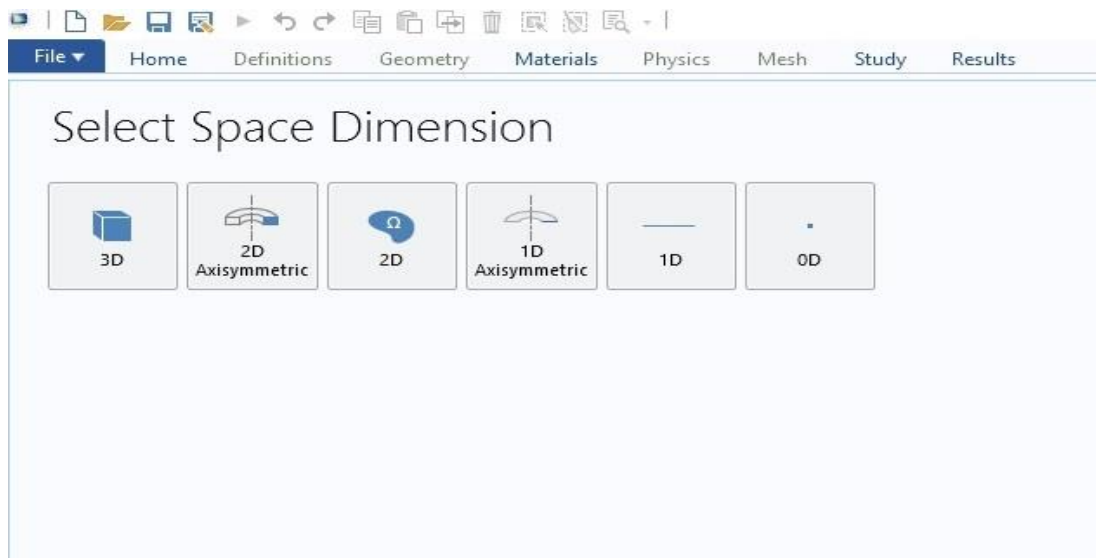 File Home Definitions Geometry Materials Physics Mesh Study Results
Select Space Dimension
3D
2D
Axisymmetric
Ω
2D
1D
Axisymmetric
1D
0D